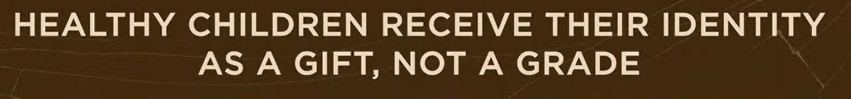 HEALTHY CHILDREN RECEIVE THEIR IDENTITY
AS A GIFT, NOT A GRADE